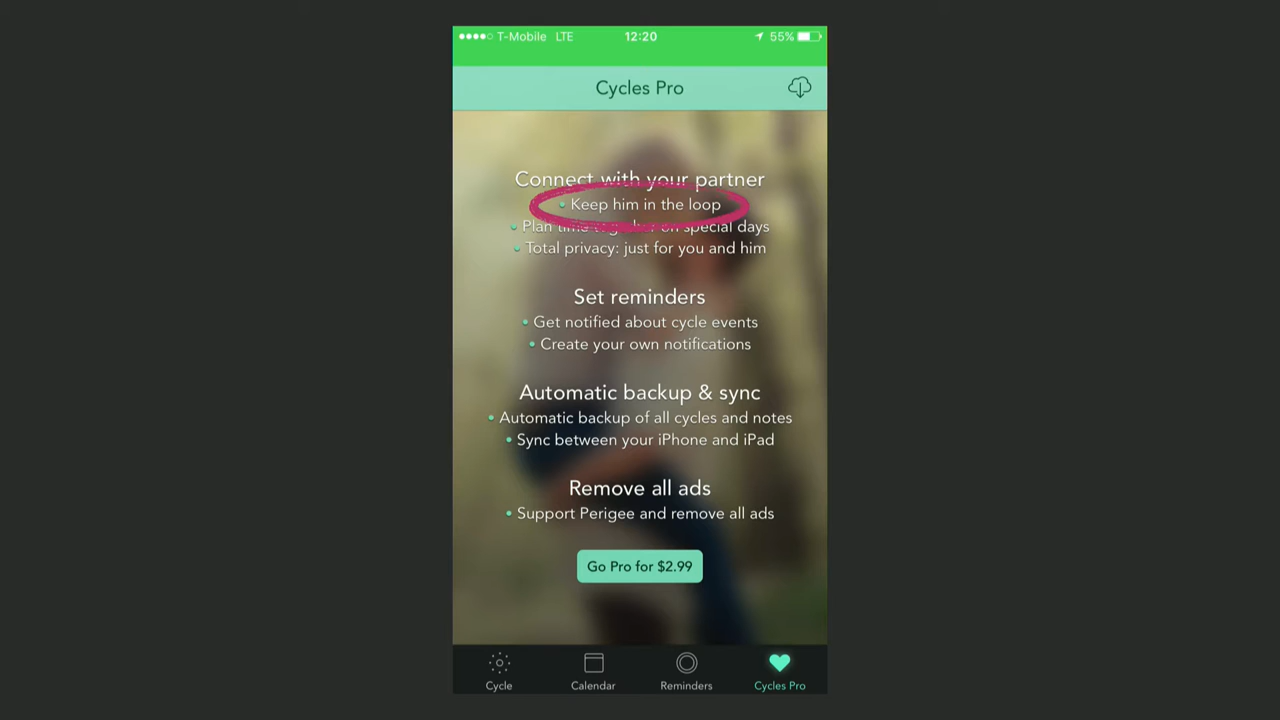 T-Mobile LTE 12:20 55%
Cycles Pro
Connect with your partner
• Keep him in the loop
• Plan time together on special days
• Total privacy: just for you and him
Set reminders
• Get notified about cycle events
• Create your own notifications
Automatic backup & sync
• Automatic backup of all cycles and notes
• Sync between your iPhone and iPad
Remove all ads
• Support Perigee and remove all ads
Go Pro for $2.99
Cycle Calendar Reminders Cycles Pro